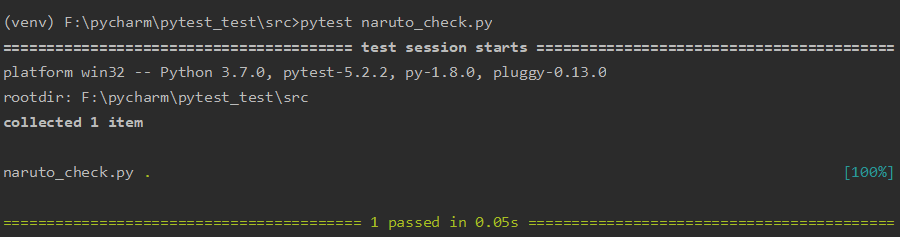 (venv) F:\pycharm\pytest_test\src>pytest naruto_check.py
======================================== test session starts =========================================
platform win32 -- Python 3.7.0, pytest-5.2.2, py-1.8.0, pluggy-0.13.0
rootdir: F:\pycharm\pytest_test\src
collected 1 item
naruto_check.py . [100%]
========================================= 1 passed in 0.05s ==========================================